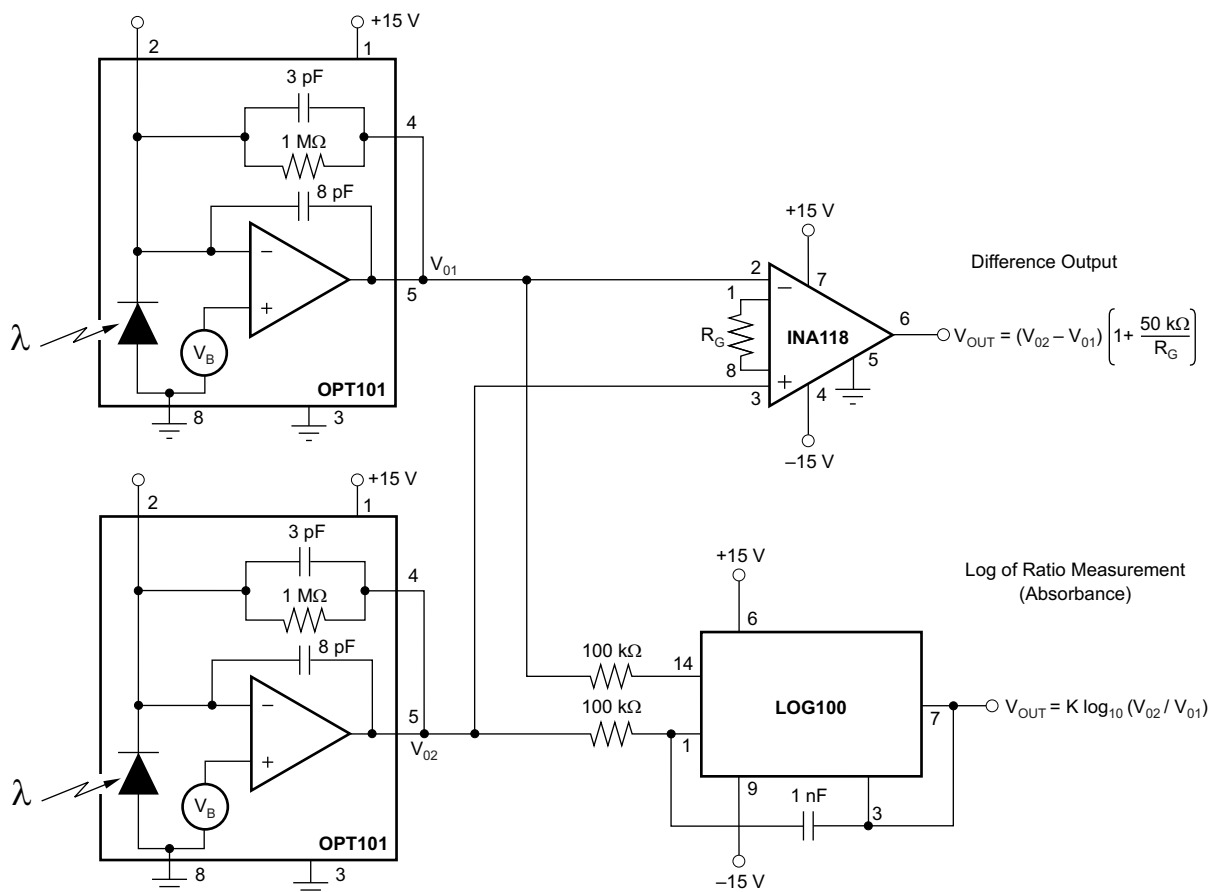 +15 V
2
1
3 pF
4
1 MΩ
8 pF
−
+
V01
5
λ
VB
OPT101
8
3
+15 V
2
1
RG
8
3
−
+
7
INA118
6
5
4
–15 V
Difference Output
VOUT = (V02 – V01) (1+ 50 kΩ / RG)
+15 V
2
1
3 pF
4
1 MΩ
8 pF
−
+
5
V02
λ
VB
OPT101
8
3
Log of Ratio Measurement
(Absorbance)
+15 V
6
100 kΩ
14
100 kΩ
1
LOG100
7
VOUT = K log10 (V02 / V01)
9
1 nF
3
–15 V